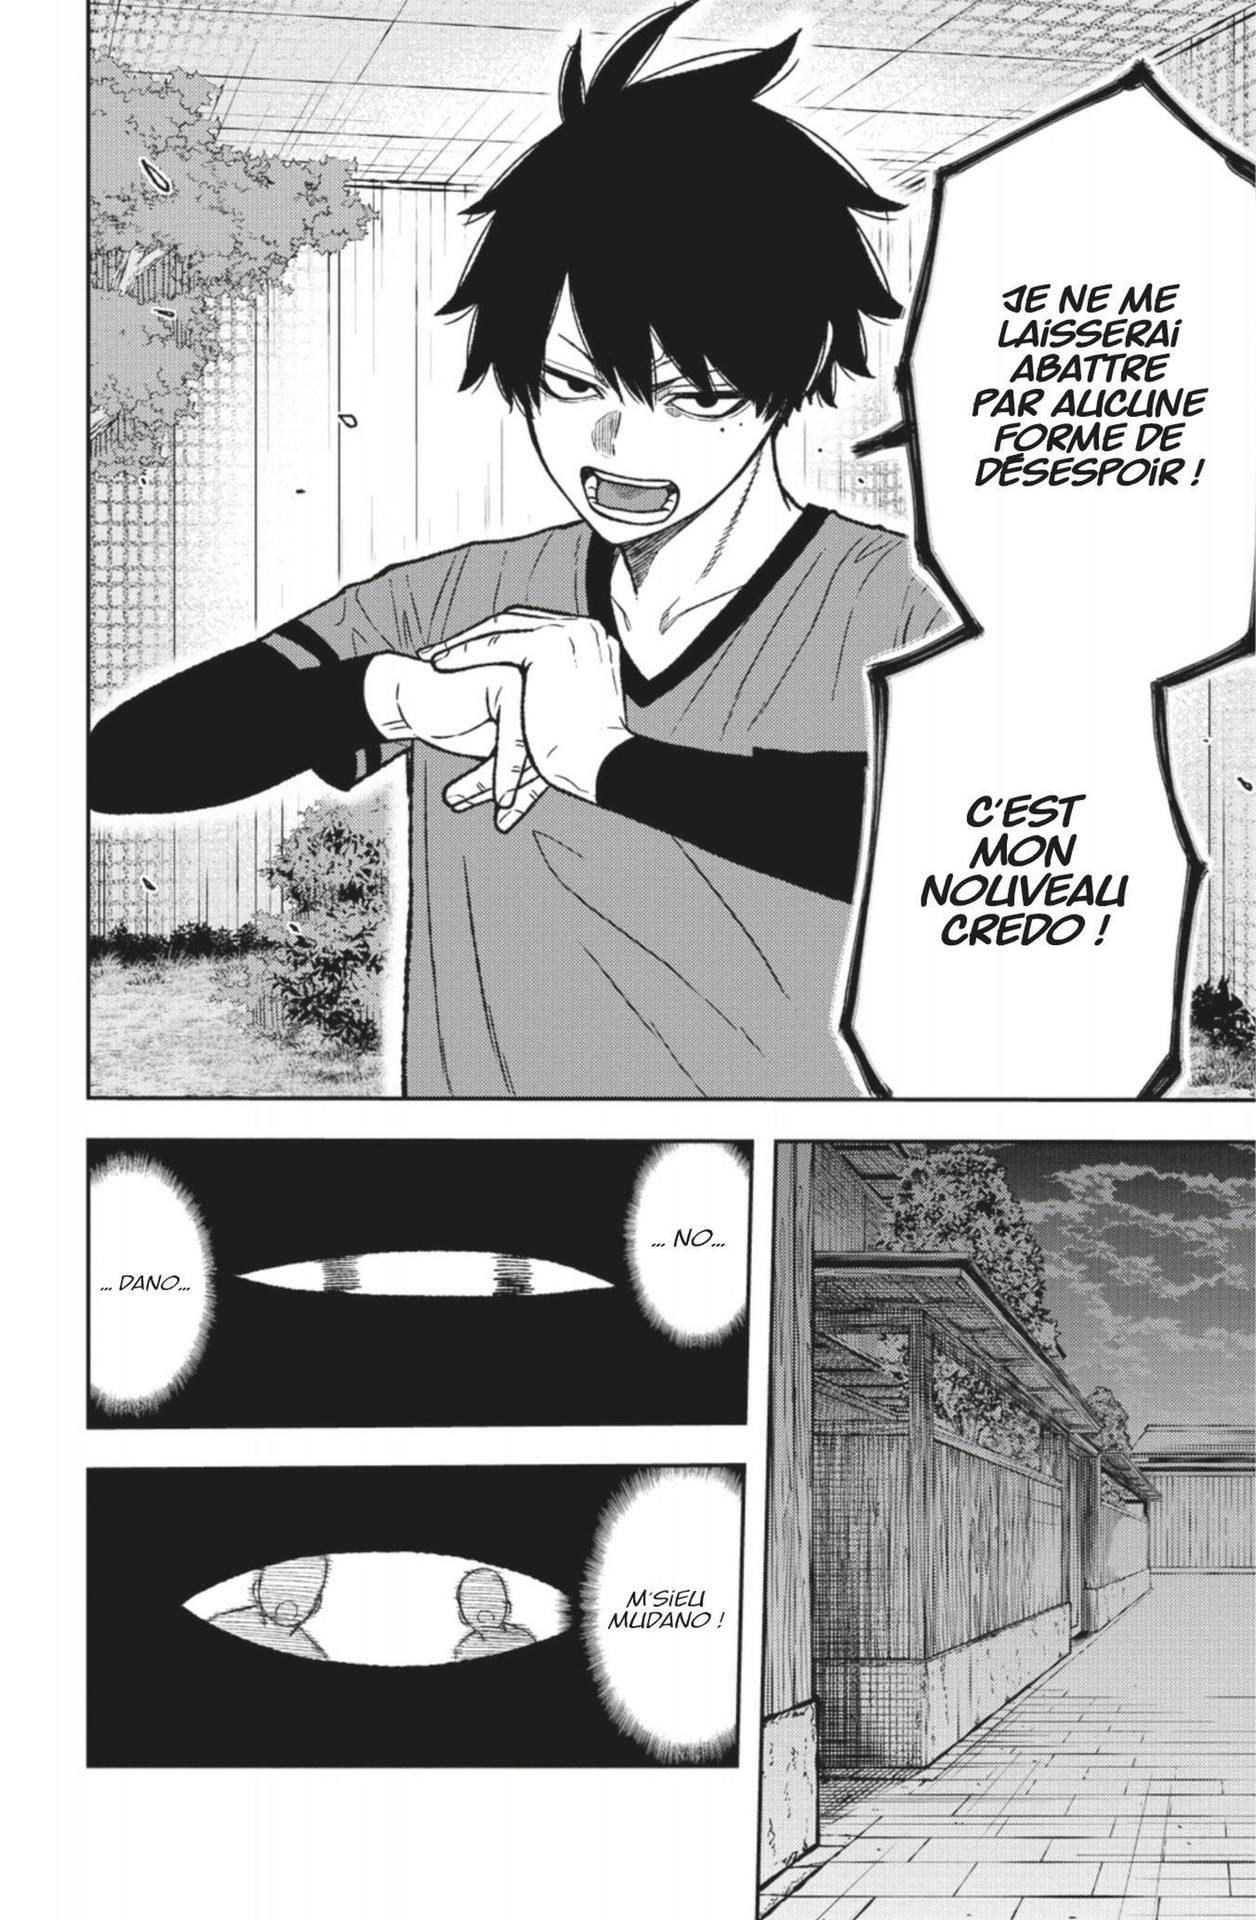 JE NE ME
LAISSERAI
ABATTRE
PAR AUCUNE
FORME DE
DÉSESPOIR !
C'EST
MON
NOUVEAU
CREDO !
... NO...
... DANO...
M'SIEU
MUDANO !